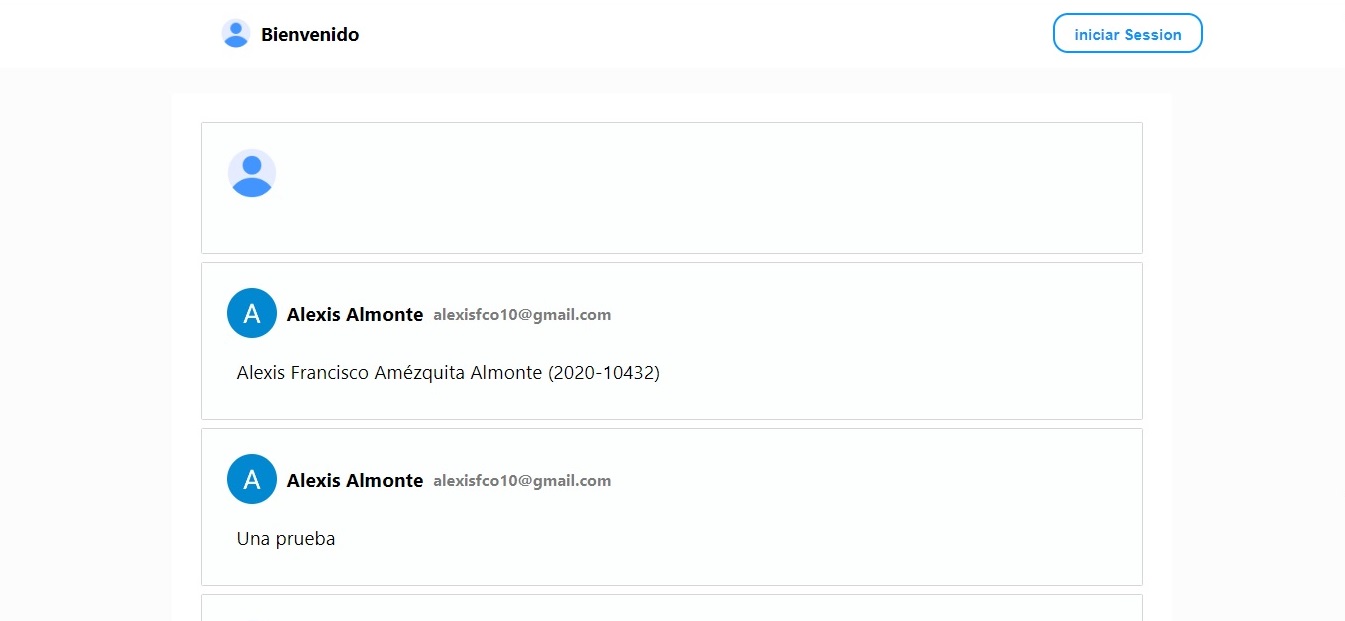 Bienvenido
iniciar Session
A
Alexis Almonte alexisfco10@gmail.com
Alexis Francisco Amézquita Almonte (2020-10432)
A
Alexis Almonte alexisfco10@gmail.com
Una prueba